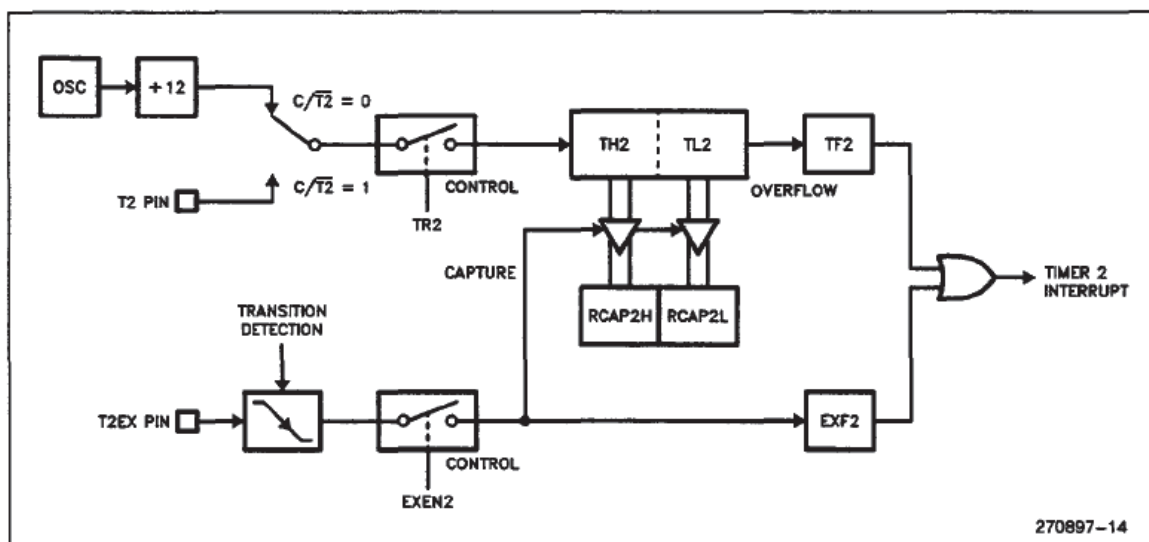 OSC
÷12
C/T2̅ = 0
TH2
TL2
TF2
T2 PIN
C/T2̅ = 1
CONTROL
OVERFLOW
TR2
CAPTURE
TIMER 2
INTERRUPT
RCAP2H
RCAP2L
TRANSITION
DETECTION
T2EX PIN
EXF2
CONTROL
EXEN2
270897-14